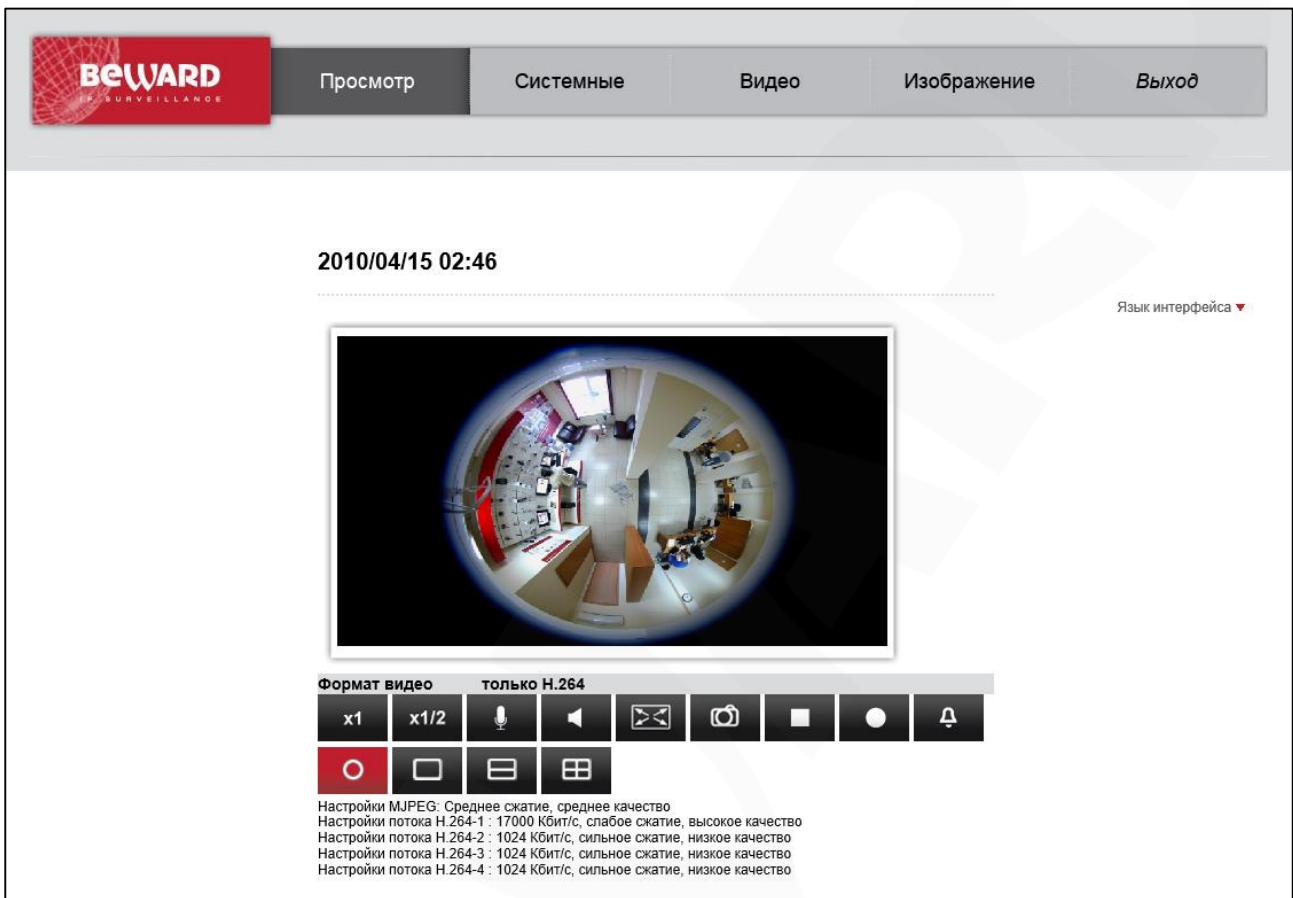 BeWARD
IP SURVEILLANCE
Просмотр
Системные
Видео
Изображение
Выход
2010/04/15 02:46
Язык интерфейса
Формат видео только H.264
x1
x1/2
Настройки MJPEG: Среднее сжатие, среднее качество
Настройки потока H.264-1 : 17000 Кбит/с, слабое сжатие, высокое качество
Настройки потока H.264-2 : 1024 Кбит/с, сильное сжатие, низкое качество
Настройки потока H.264-3 : 1024 Кбит/с, сильное сжатие, низкое качество
Настройки потока H.264-4 : 1024 Кбит/с, сильное сжатие, низкое качество